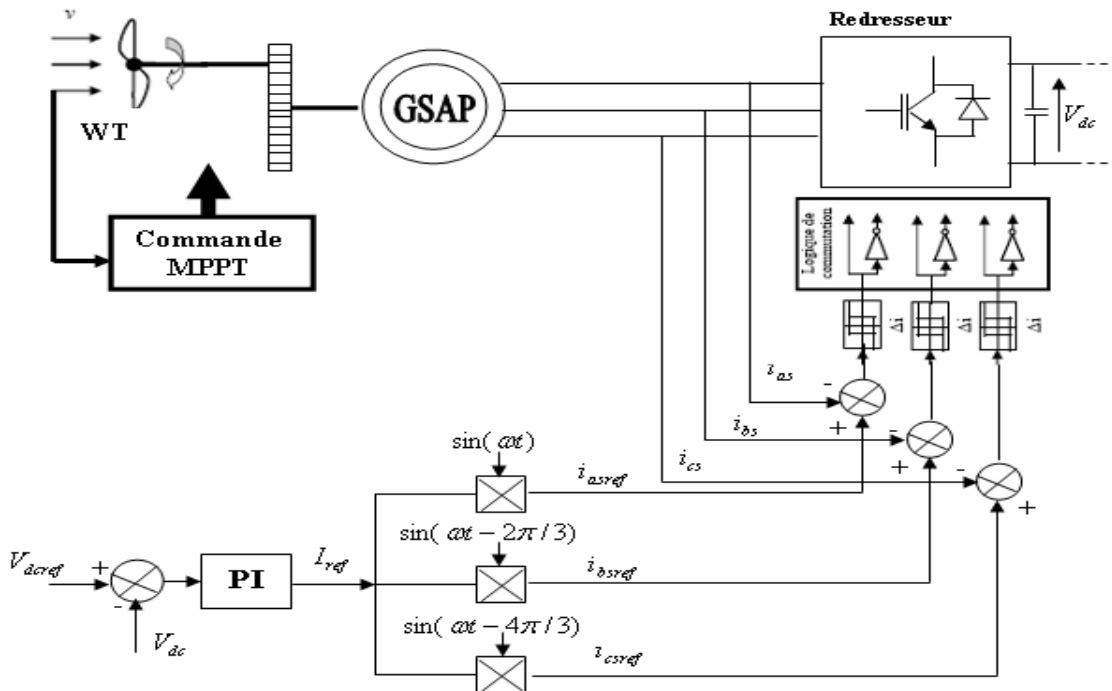 v
WT
Commande
MPPT
GSAP
Redresseur
V_dc
Logique de
commutation
Δi
Δi
Δi
i_as
-
+
i_bs
-
+
i_cs
-
+
sin( ωt)
i_asref
sin( ωt − 2π / 3)
i_bsref
sin( ωt − 4π / 3)
i_csref
V_dcref
+
-
V_dc
PI
I_ref